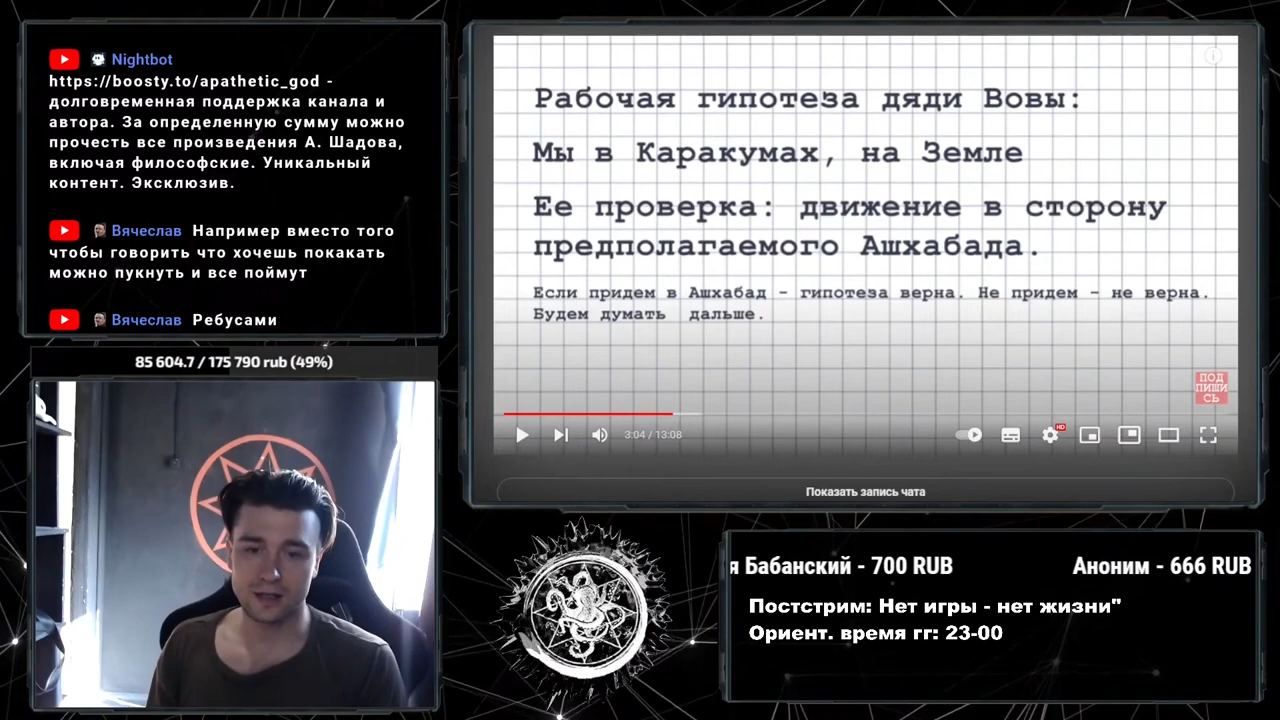 Nightbot
https://boosty.to/apathetic_god -
долговременная поддержка канала и
автора. За определенную сумму можно
прочесть все произведения А. Шадова,
включая философские. Уникальный
контент. Эксклюзив.
Вячеслав Например вместо того
чтобы говорить что хочешь покакать
можно пукнуть и все поймут
Вячеслав Ребусами
85 604.7 / 175 790 rub (49%)
Рабочая гипотеза дяди Вовы:
Мы в Каракумах, на Земле
Ее проверка: движение в сторону
предполагаемого Ашхабада.
Если придем в Ашхабад - гипотеза верна. Не придем - не верна.
Будем думать дальше.
ПОД
ПИШИ
СЬ
3:04 / 13:08
HD
Показать запись чата
я Бабанский - 700 RUB Аноним - 666 RUB
Постстрим: Нет игры - нет жизни"
Ориент. время гг: 23-00